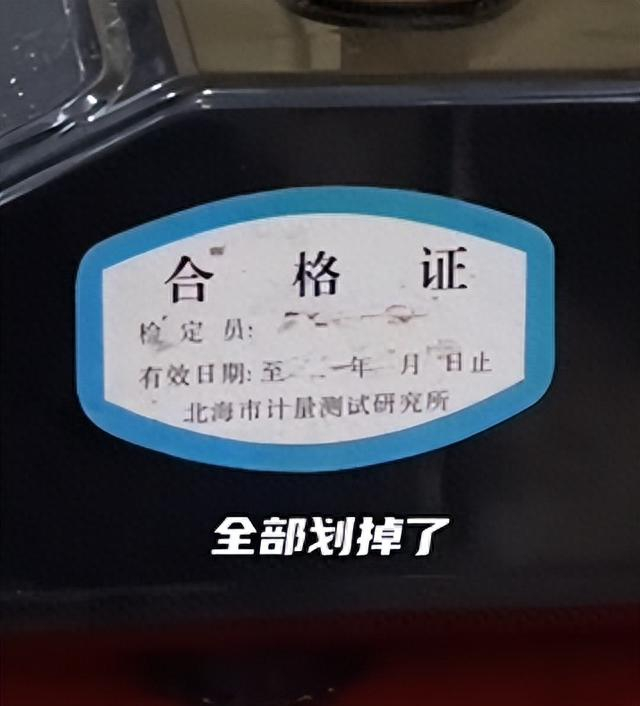 合格证
检定员:
有效日期:至 年 月 日止
北海市计量测试研究所
全部划掉了